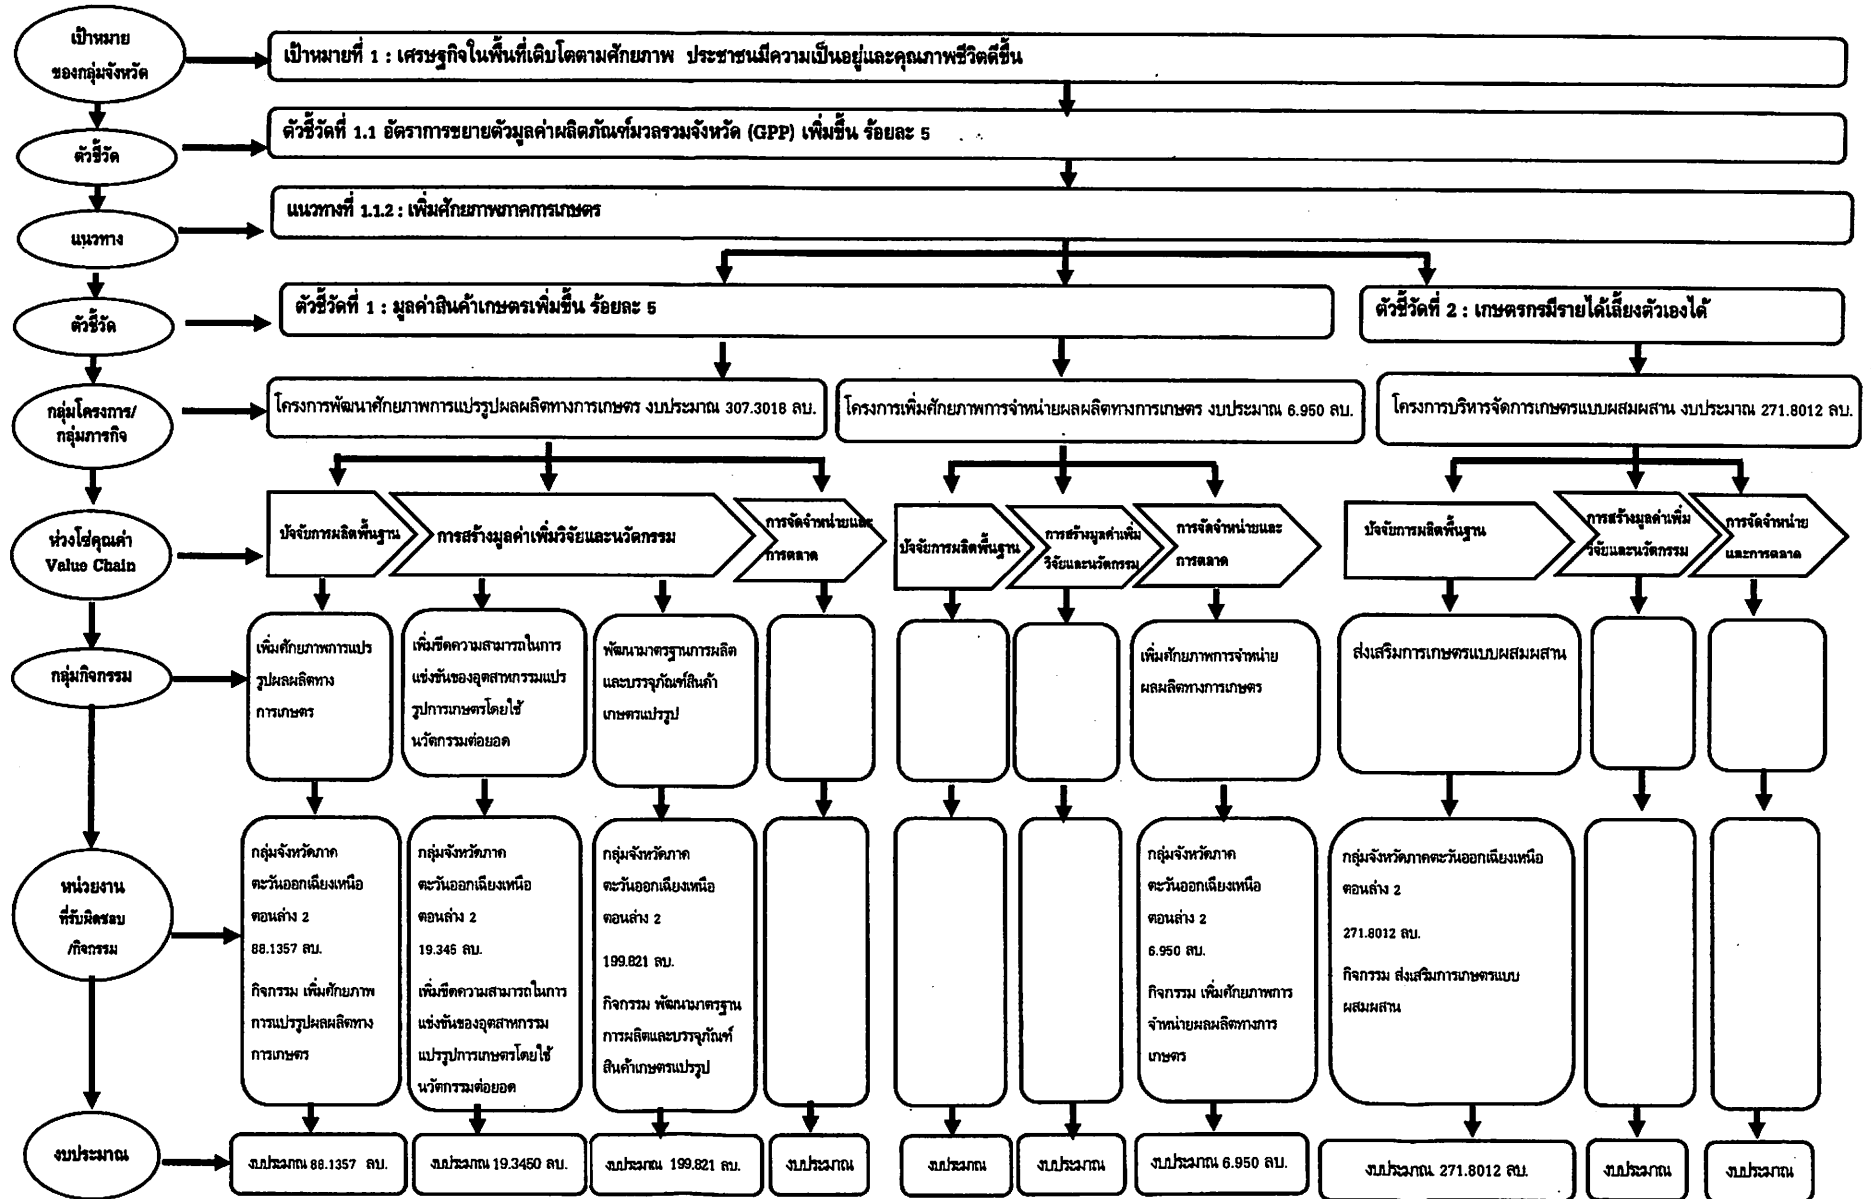 เป้าหมาย
ของกลุ่มจังหวัด
เป้าหมายที่ 1 : เศรษฐกิจในพื้นที่เติบโตตามศักยภาพ ประชาชนมีความเป็นอยู่และคุณภาพชีวิตดีขึ้น
ตัวชี้วัด
ตัวชี้วัดที่ 1.1 อัตราการขยายตัวมูลค่าผลิตภัณฑ์มวลรวมจังหวัด (GPP) เพิ่มขึ้น ร้อยละ 5
แนวทาง
แนวทางที่ 1.1.2 : เพิ่มศักยภาพภาคการเกษตร
ตัวชี้วัด
ตัวชี้วัดที่ 1 : มูลค่าสินค้าเกษตรเพิ่มขึ้น ร้อยละ 5
ตัวชี้วัดที่ 2 : เกษตรกรมีรายได้เลี้ยงตัวเองได้
กลุ่มโครงการ/
กลุ่มภารกิจ
โครงการพัฒนาศักยภาพการแปรรูปผลผลิตทางการเกษตร งบประมาณ 307.3018 ลบ.
โครงการเพิ่มศักยภาพการจำหน่ายผลผลิตทางการเกษตร งบประมาณ 6.950 ลบ.
โครงการบริหารจัดการเกษตรแบบผสมผสาน งบประมาณ 271.8012 ลบ.
ห่วงโซ่คุณค่า
Value Chain
ปัจจัยการผลิตพื้นฐาน
การสร้างมูลค่าเพิ่มวิจัยและนวัตกรรม
การจัดจำหน่ายและ
การตลาด
ปัจจัยการผลิตพื้นฐาน
การสร้างมูลค่าเพิ่ม
วิจัยและนวัตกรรม
การจัดจำหน่ายและ
การตลาด
ปัจจัยการผลิตพื้นฐาน
การสร้างมูลค่าเพิ่ม
วิจัยและนวัตกรรม
การจัดจำหน่าย
และการตลาด
กลุ่มกิจกรรม
เพิ่มศักยภาพการแปร
รูปผลผลิตทาง
การเกษตร
เพิ่มขีดความสามารถในการ
แข่งขันของอุตสาหกรรมแปร
รูปการเกษตรโดยใช้
นวัตกรรมต่อยอด
พัฒนามาตรฐานการผลิต
และบรรจุภัณฑ์สินค้า
เกษตรแปรรูป
เพิ่มศักยภาพการจำหน่าย
ผลผลิตทางการเกษตร
ส่งเสริมการเกษตรแบบผสมผสาน
หน่วยงาน
ที่รับผิดชอบ
/กิจกรรม
กลุ่มจังหวัดภาค
ตะวันออกเฉียงเหนือ
ตอนล่าง 2
88.1357 ลบ.
กิจกรรม เพิ่มศักยภาพ
การแปรรูปผลผลิตทาง
การเกษตร
กลุ่มจังหวัดภาค
ตะวันออกเฉียงเหนือ
ตอนล่าง 2
19.345 ลบ.
เพิ่มขีดความสามารถในการ
แข่งขันของอุตสาหกรรม
แปรรูปการเกษตรโดยใช้
นวัตกรรมต่อยอด
กลุ่มจังหวัดภาค
ตะวันออกเฉียงเหนือ
ตอนล่าง 2
199.821 ลบ.
กิจกรรม พัฒนามาตรฐาน
การผลิตและบรรจุภัณฑ์
สินค้าเกษตรแปรรูป
กลุ่มจังหวัดภาค
ตะวันออกเฉียงเหนือ
ตอนล่าง 2
6.950 ลบ.
กิจกรรม เพิ่มศักยภาพการ
จำหน่ายผลผลิตทางการ
เกษตร
กลุ่มจังหวัดภาคตะวันออกเฉียงเหนือ
ตอนล่าง 2
271.8012 ลบ.
กิจกรรม ส่งเสริมการเกษตรแบบ
ผสมผสาน
งบประมาณ
งบประมาณ 88.1357 ลบ.
งบประมาณ 19.3450 ลบ.
งบประมาณ 199.821 ลบ.
งบประมาณ
งบประมาณ
งบประมาณ
งบประมาณ 6.950 ลบ.
งบประมาณ 271.8012 ลบ.
งบประมาณ
งบประมาณ